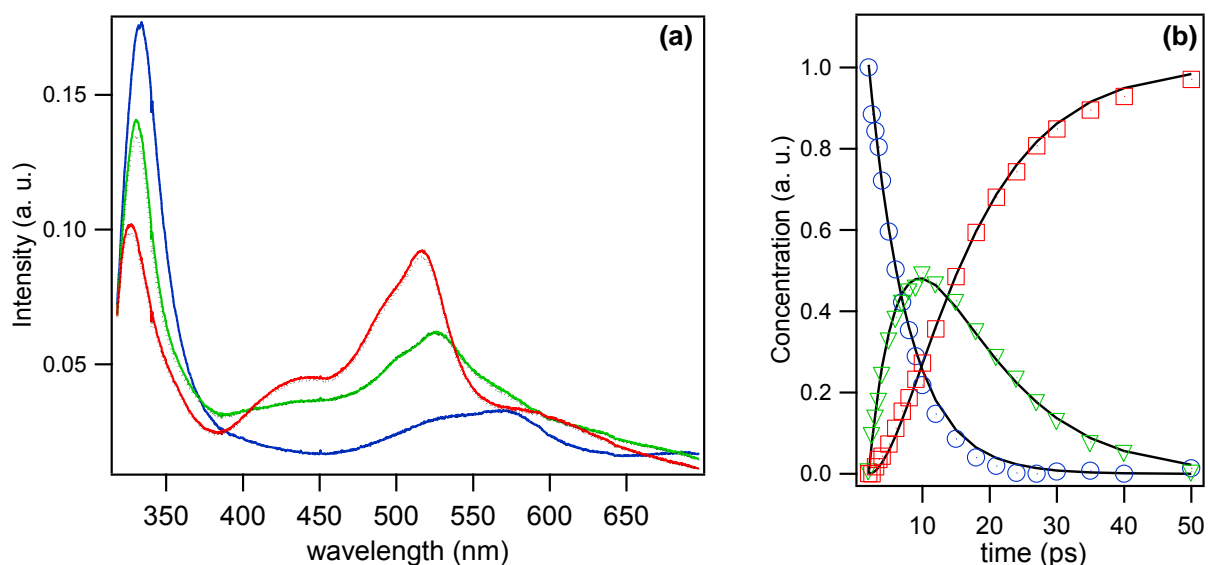 (a)
Intensity (a. u.)
0.15
0.10
0.05
350 400 450 500 550 600 650
wavelength (nm)
(b)
Concentration (a. u.)
1.0
0.8
0.6
0.4
0.2
0.0
10 20 30 40 50
time (ps)